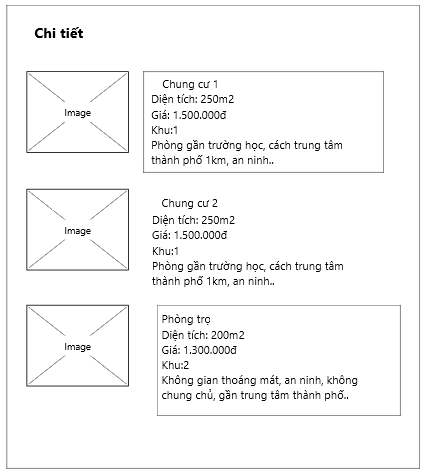 Chi tiết
Image
Chung cư 1
Diện tích: 250m2
Giá: 1.500.000đ
Khu:1
Phòng gần trường học, cách trung tâm
thành phố 1km, an ninh..
Image
Chung cư 2
Diện tích: 250m2
Giá: 1.500.000đ
Khu:1
Phòng gần trường học, cách trung tâm
thành phố 1km, an ninh..
Image
Phòng trọ
Diện tích: 200m2
Giá: 1.300.000đ
Khu:2
Không gian thoáng mát, an ninh, không
chung chủ, gần trung tâm thành phố..